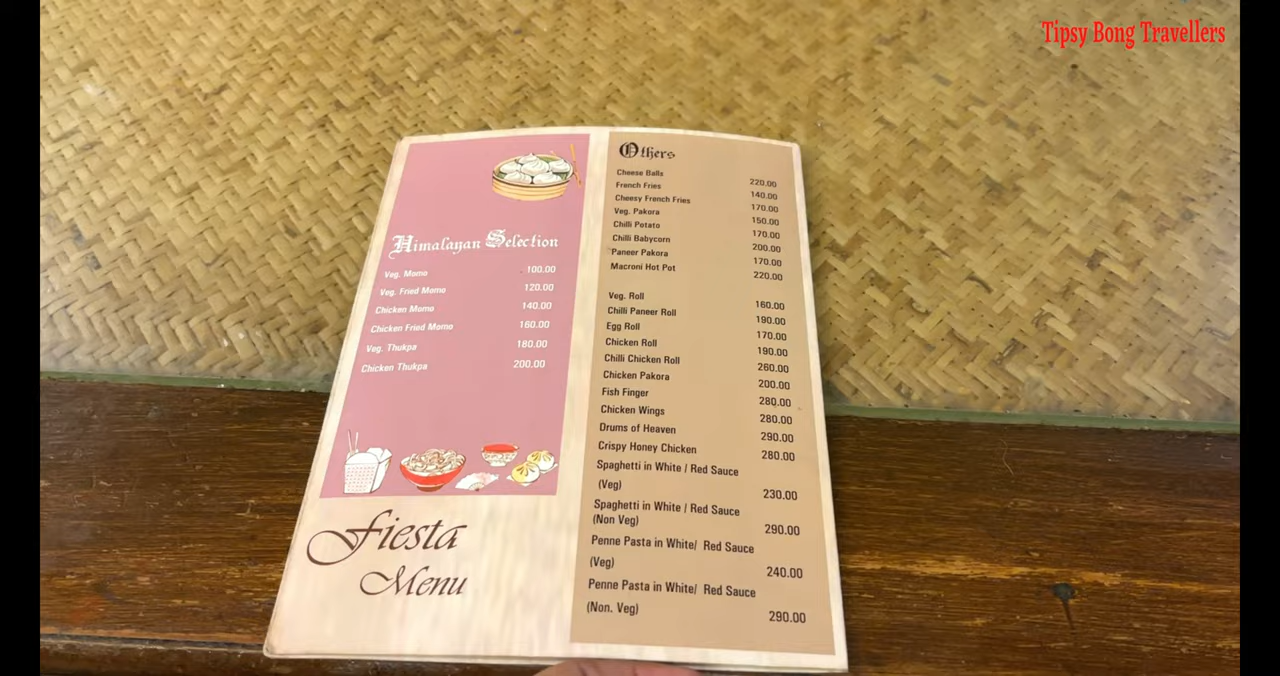 Tipsy Bong Travellers
Himalayan Selection
Veg. Momo 100.00
Veg. Fried Momo 120.00
Chicken Momo 140.00
Chicken Fried Momo 160.00
Veg. Thukpa 180.00
Chicken Thukpa 200.00
Fiesta
Menu
Others
Cheese Balls 220.00
French Fries 140.00
Cheesy French Fries 170.00
Veg. Pakora 150.00
Chilli Potato 170.00
Chilli Babycorn 200.00
Paneer Pakora 170.00
Macroni Hot Pot 220.00
Veg. Roll 160.00
Chilli Paneer Roll 190.00
Egg Roll 170.00
Chicken Roll 190.00
Chilli Chicken Roll 260.00
Chicken Pakora 200.00
Fish Finger 280.00
Chicken Wings 280.00
Drums of Heaven 290.00
Crispy Honey Chicken 280.00
Spaghetti in White / Red Sauce
(Veg) 230.00
Spaghetti in White / Red Sauce
(Non Veg) 290.00
Penne Pasta in White/ Red Sauce
(Veg) 240.00
Penne Pasta in White/ Red Sauce
(Non. Veg) 290.00